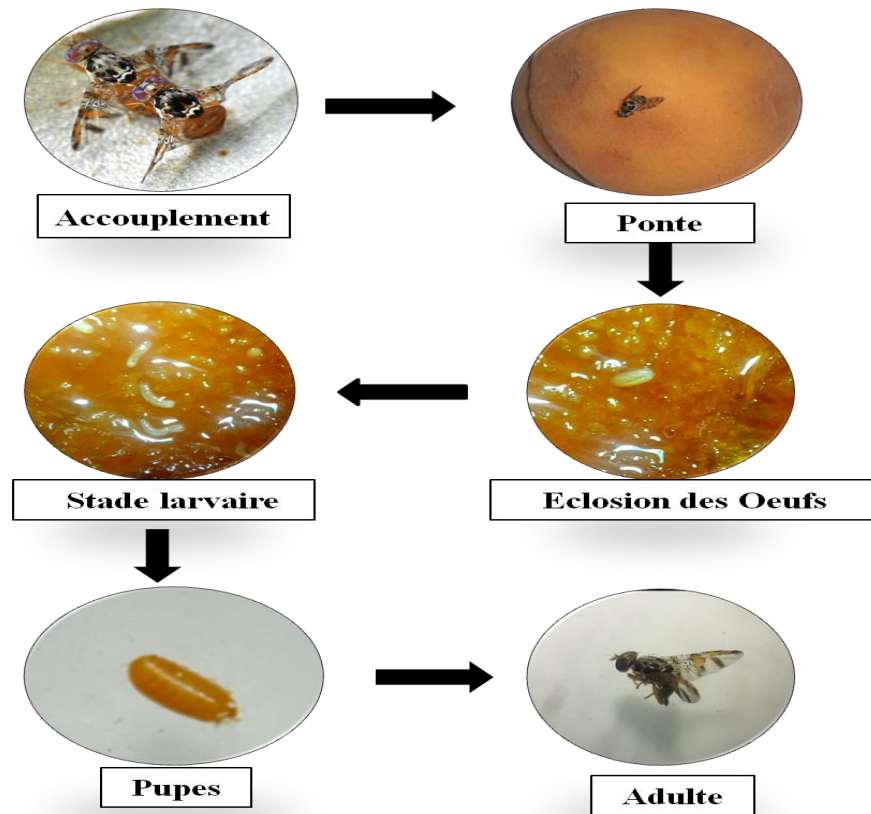 Accouplement
Ponte
Stade larvaire
Eclosion des Oeufs
Pupes
Adulte